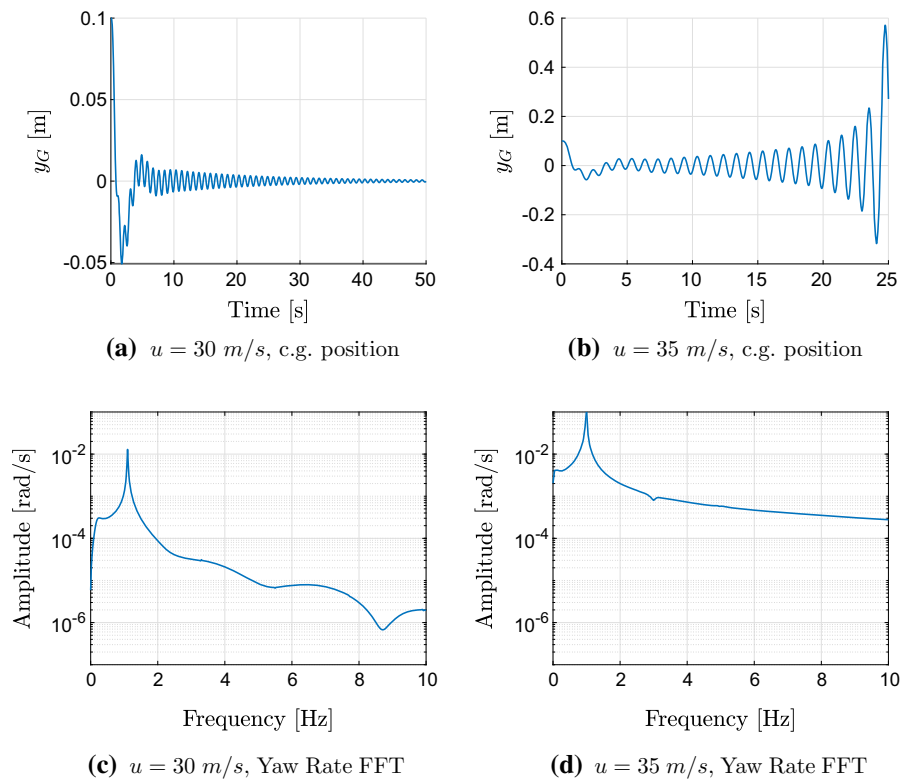 0.1
0.05
0
-0.05
y_G [m]
0 10 20 30 40 50
Time [s]
(a) u = 30 m/s, c.g. position
0.6
0.4
0.2
0
-0.2
-0.4
y_G [m]
0 5 10 15 20 25
Time [s]
(b) u = 35 m/s, c.g. position
10^-2
10^-4
10^-6
Amplitude [rad/s]
0 2 4 6 8 10
Frequency [Hz]
(c) u = 30 m/s, Yaw Rate FFT
10^-2
10^-4
10^-6
Amplitude [rad/s]
0 2 4 6 8 10
Frequency [Hz]
(d) u = 35 m/s, Yaw Rate FFT